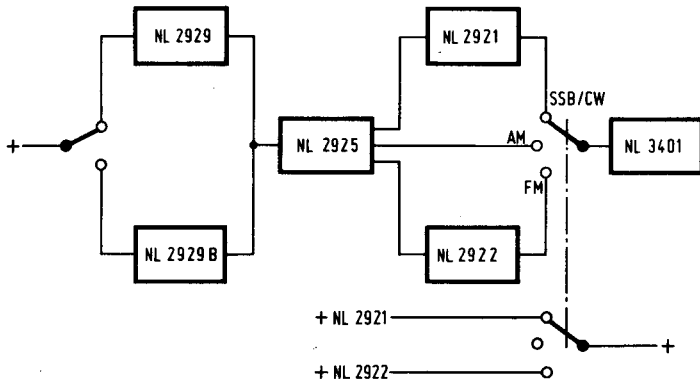 NL 2929
NL 2921
SSB/CW
+
NL 2925
AM
NL 3401
FM
NL 2929 B
NL 2922
+ NL 2921
+
+ NL 2922